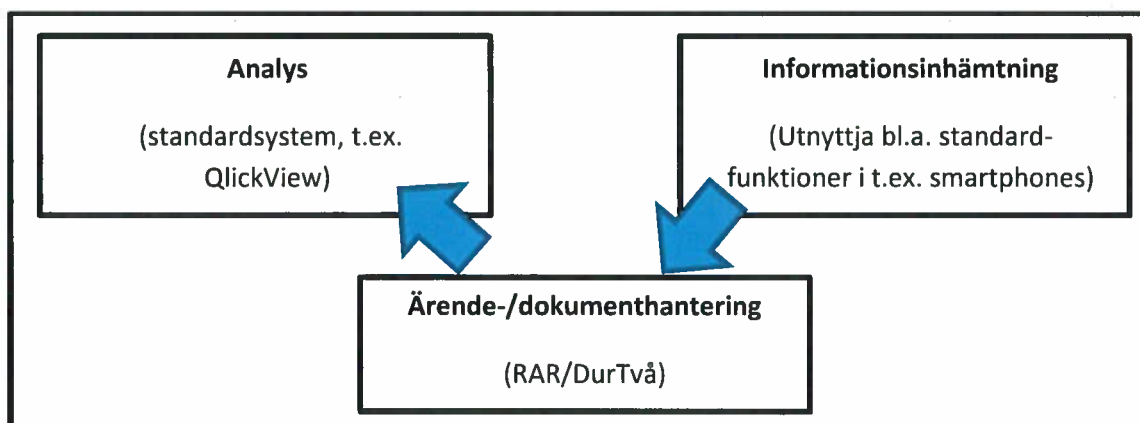 Analys
(standardsystem, t.ex.
QlickView)
Informationsinhämtning
(Utnyttja bl.a. standard-
funktioner i t.ex. smartphones)
Ärende-/dokumenthantering
(RAR/DurTvå)